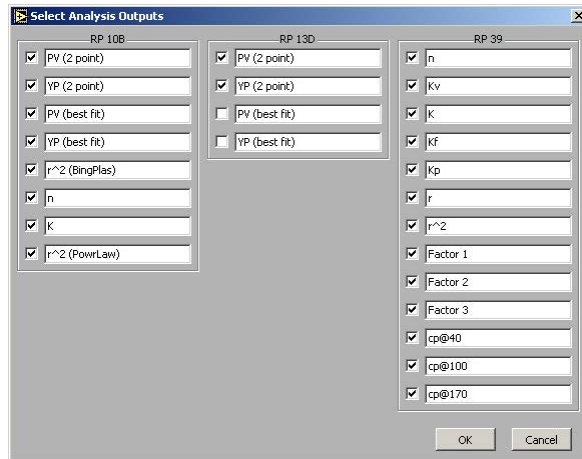 Select Analysis Outputs
RP 10B
PV (2 point)
YP (2 point)
PV (best fit)
YP (best fit)
r^2 (BingPlas)
n
K
r^2 (PowrLaw)
RP 13D
PV (2 point)
YP (2 point)
PV (best fit)
YP (best fit)
RP 39
n
Kv
K
Kf
Kp
r
r^2
Factor 1
Factor 2
Factor 3
cp@40
cp@100
cp@170
OK
Cancel